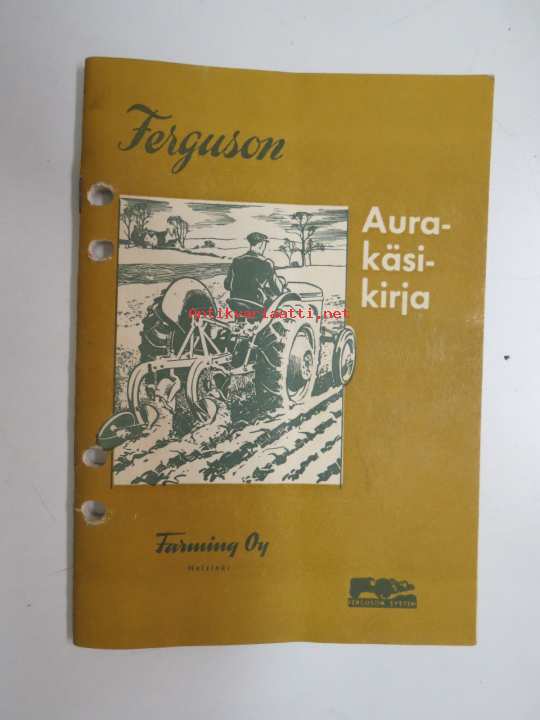 Ferguson
Aura-
käsi-
kirja
Antikvariaatti.net
Farming Oy
Helsinki
FERGUSON SYSTEM